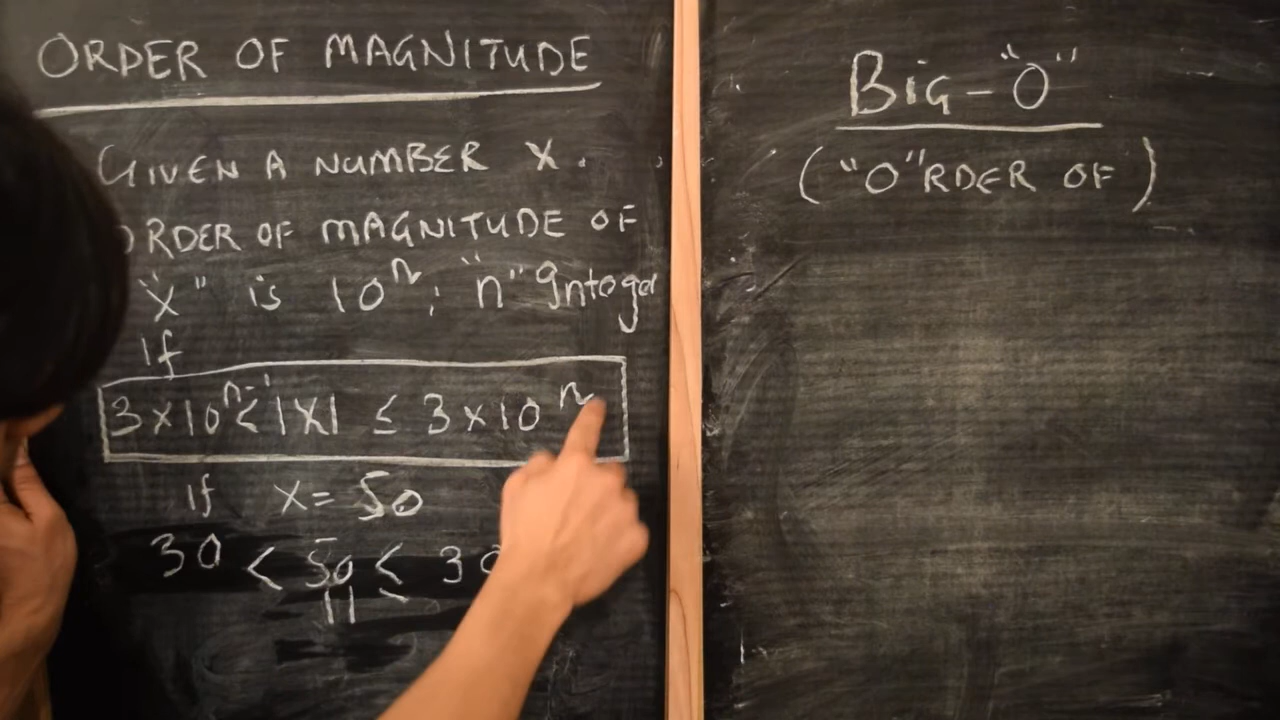 ORDER OF MAGNITUDE
GIVEN A NUMBER X.
ORDER OF MAGNITUDE OF
"X" is 10^n; "n" Integer
if
3×10^n-1 < |X| ≤ 3×10^n
if X = 50
30 < 50 ≤ 30
Big-"O"
("O"RDER OF)